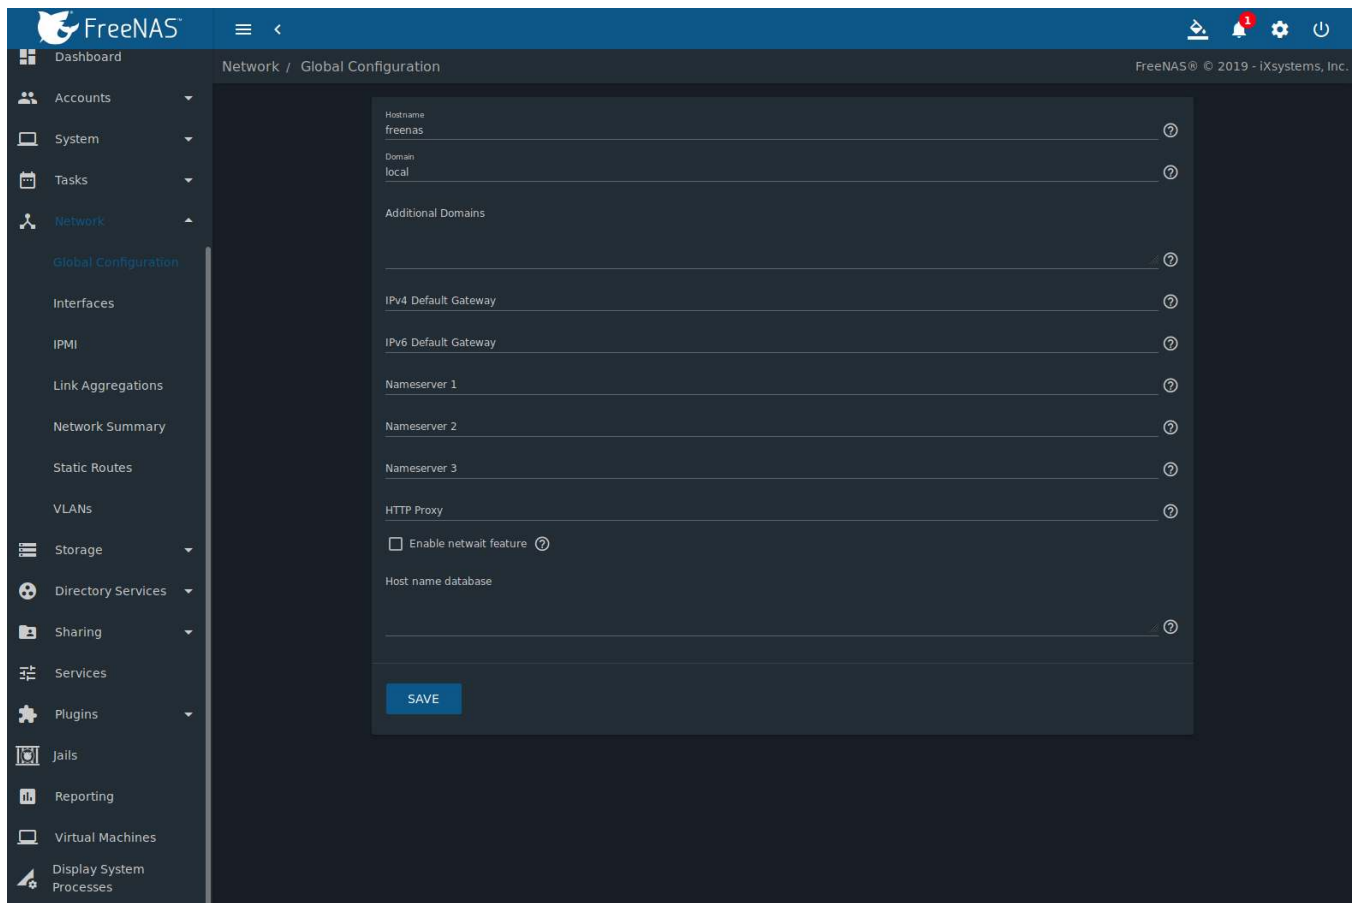 FreeNAS™
1
Dashboard
Network / Global Configuration
FreeNAS® © 2019 - iXsystems, Inc.
Accounts
System
Tasks
Network
Global Configuration
Interfaces
IPMI
Link Aggregations
Network Summary
Static Routes
VLANs
Storage
Directory Services
Sharing
Services
Plugins
Jails
Reporting
Virtual Machines
Display System
Processes
Hostname
freenas
Domain
local
Additional Domains
IPv4 Default Gateway
IPv6 Default Gateway
Nameserver 1
Nameserver 2
Nameserver 3
HTTP Proxy
Enable netwait feature
Host name database
SAVE